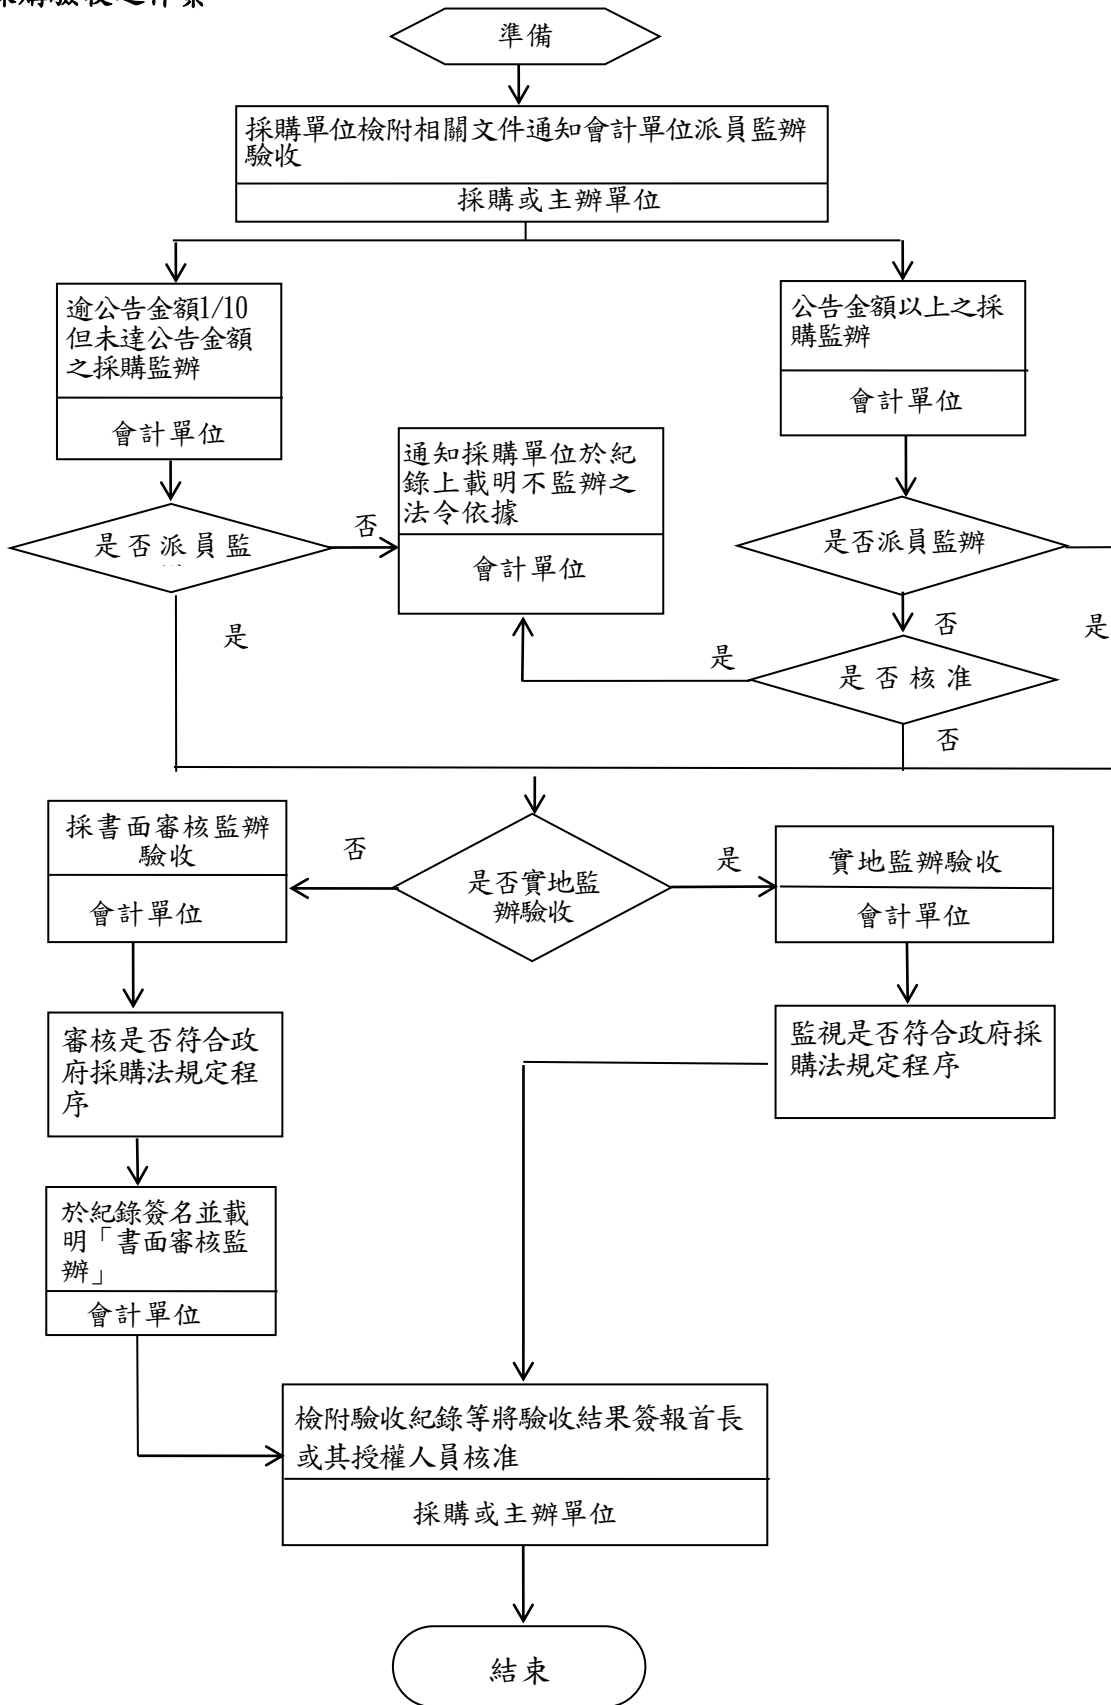 準備
採購單位檢附相關文件通知會計單位派員監辦
驗收
採購或主辦單位
逾公告金額1/10
但未達公告金額
之採購監辦
會計單位
公告金額以上之採
購監辦
會計單位
通知採購單位於紀
錄上載明不監辦之
法令依據
會計單位
是否派員監
否
是
是否派員監辦
否
是
是否核准
是
否
採書面審核監辦
驗收
會計單位
否
是否實地監
辦驗收
是
實地監辦驗收
會計單位
審核是否符合政
府採購法規定程
序
監視是否符合政府採
購法規定程序
於紀錄簽名並載
明「書面審核監
辦」
會計單位
檢附驗收紀錄等將驗收結果簽報首長
或其授權人員核准
採購或主辦單位
結束